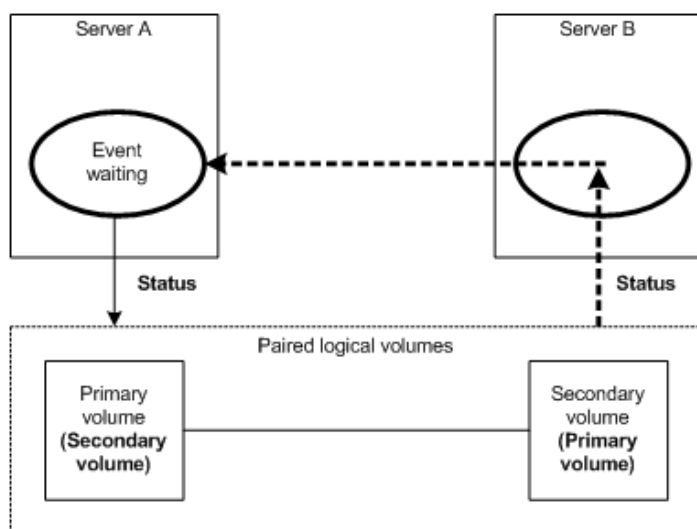 Server A
Server B
Event
waiting
Status
Status
Paired logical volumes
Primary
volume
(Secondary
volume)
Secondary
volume
(Primary
volume)